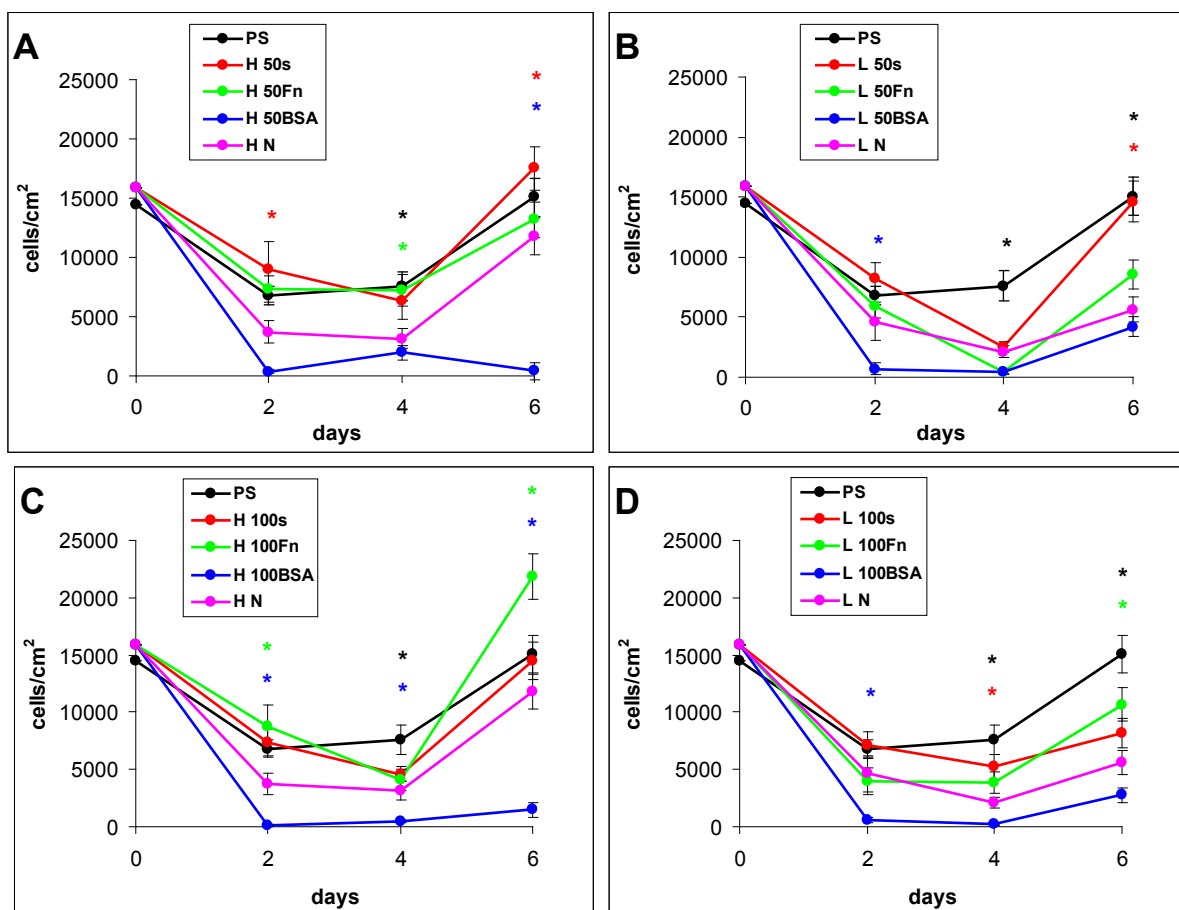 A
PS
H 50s
H 50Fn
H 50BSA
H N
25000
20000
15000
10000
5000
0
cells/cm²
0 2 4 6
days
* * * * * *
B
PS
L 50s
L 50Fn
L 50BSA
L N
25000
20000
15000
10000
5000
0
cells/cm²
0 2 4 6
days
* * * *
C
PS
H 100s
H 100Fn
H 100BSA
H N
25000
20000
15000
10000
5000
0
cells/cm²
0 2 4 6
days
* * * * * *
D
PS
L 100s
L 100Fn
L 100BSA
L N
25000
20000
15000
10000
5000
0
cells/cm²
0 2 4 6
days
* * * * *